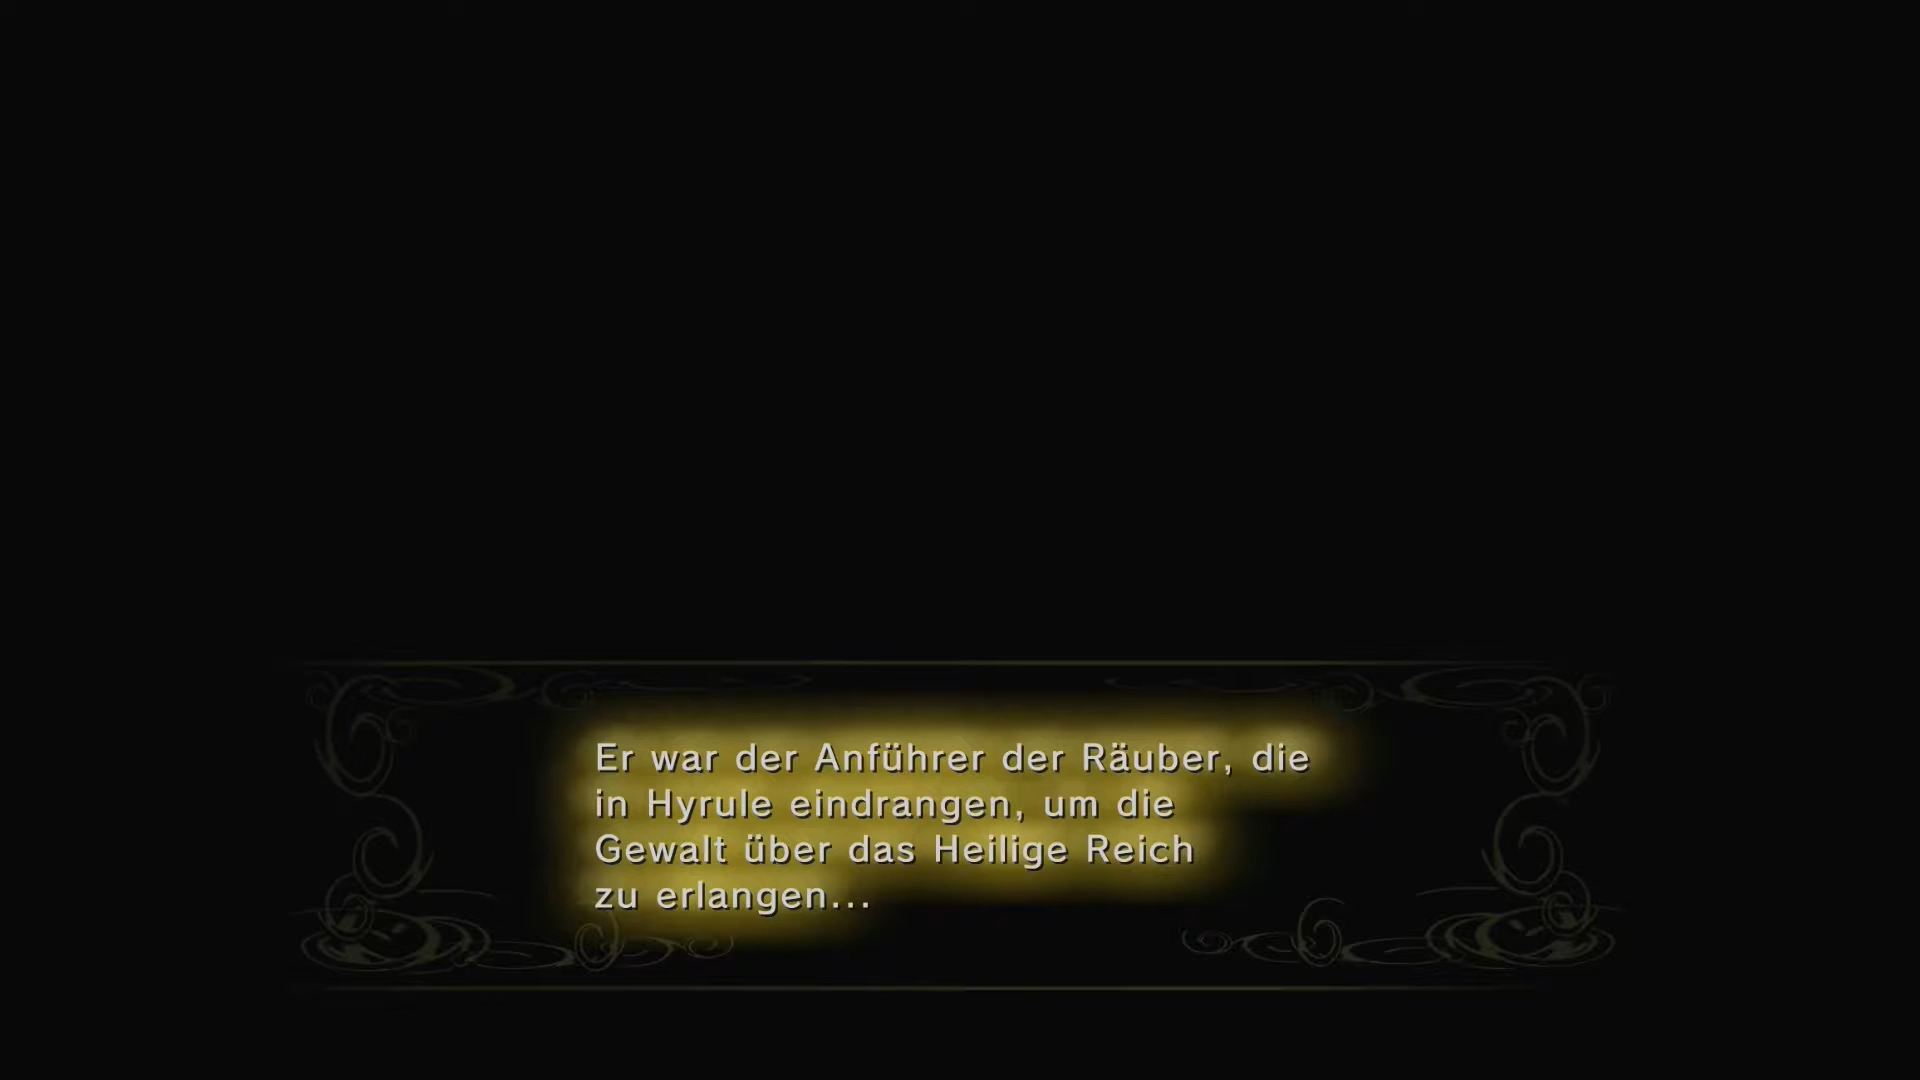 Er war der Anführer der Räuber, die
in Hyrule eindrangen, um die
Gewalt über das Heilige Reich
zu erlangen...